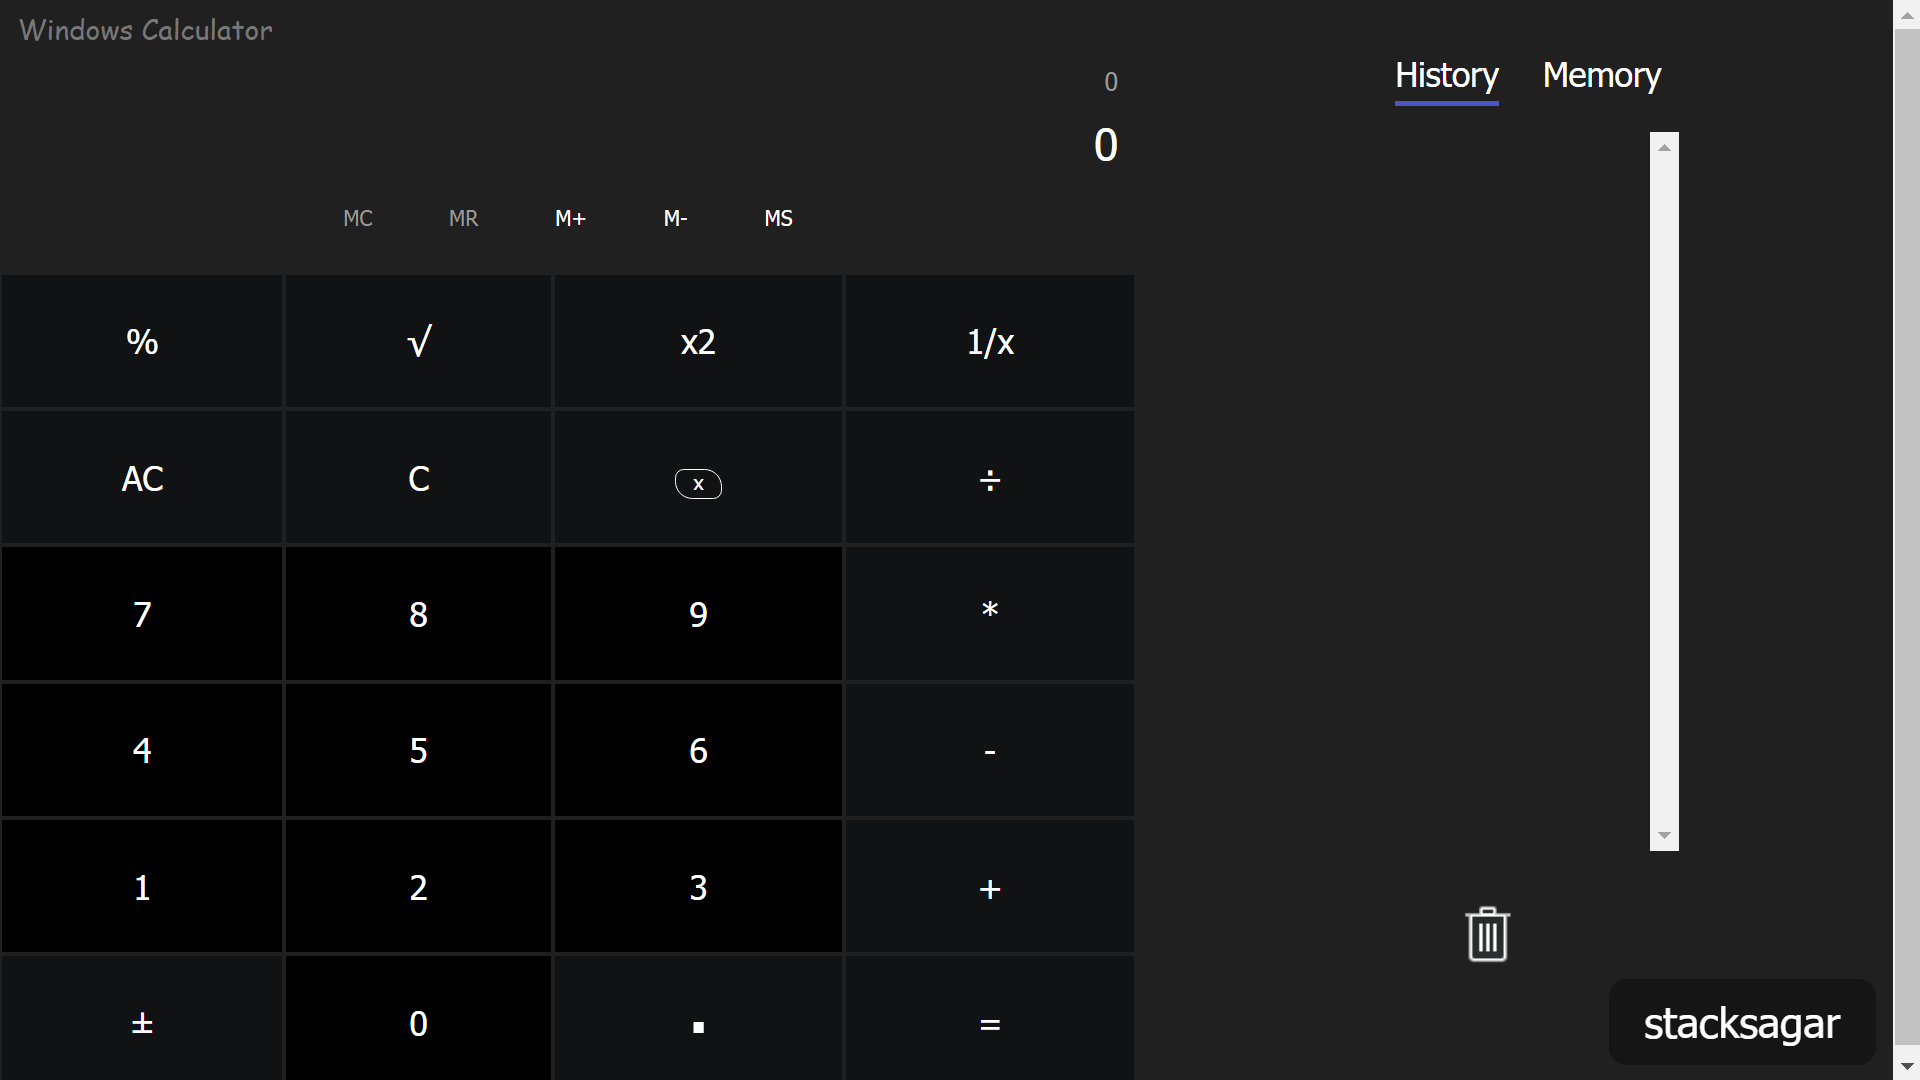 Windows Calculator
0
0
History Memory
MC MR M+ M- MS
% √ x2 1/x
AC C x ÷
7 8 9 *
4 5 6 -
1 2 3 +
± 0 . =
stacksagar